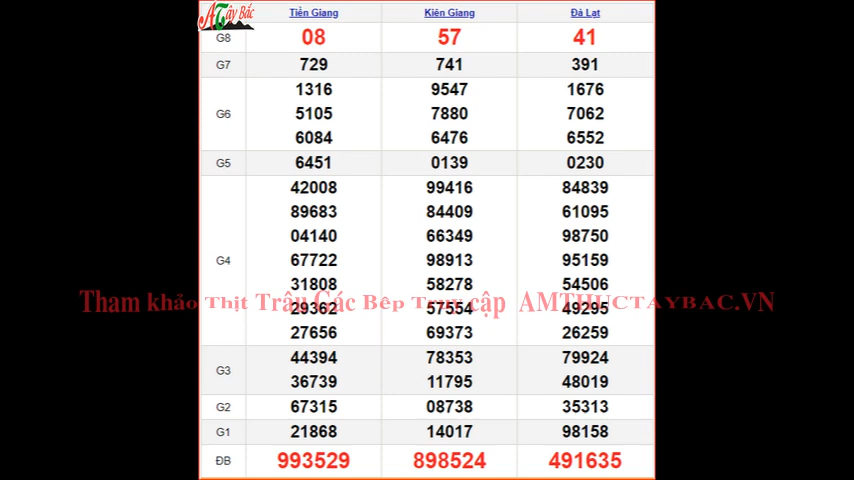 A Tây Bắc
Tiền Giang Kiên Giang Đà Lạt
G8 08 57 41
G7 729 741 391
1316 9547 1676
G6 5105 7880 7062
6084 6476 6552
G5 6451 0139 0230
42008 99416 84839
89683 84409 61095
04140 66349 98750
G4 67722 98913 95159
31808 58278 54506
Tham khảo Thịt Trâu Gác Bếp Truy cập AMTHUCTAYBAC.VN
29362 57554 49295
27656 69373 26259
G3 44394 78353 79924
36739 11795 48019
G2 67315 08738 35313
G1 21868 14017 98158
ĐB 993529 898524 491635